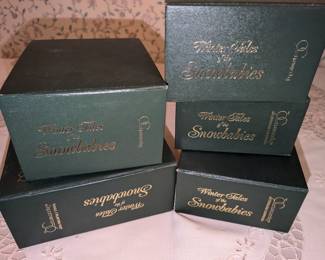 Winter Tales
of the
Snowbabies
Winter Tales
of the
Snowbabies
Winter Tales
of the
Snowbabies
Winter Tales
of the
Snowbabies
Winter Tales
of the
Snowbabies